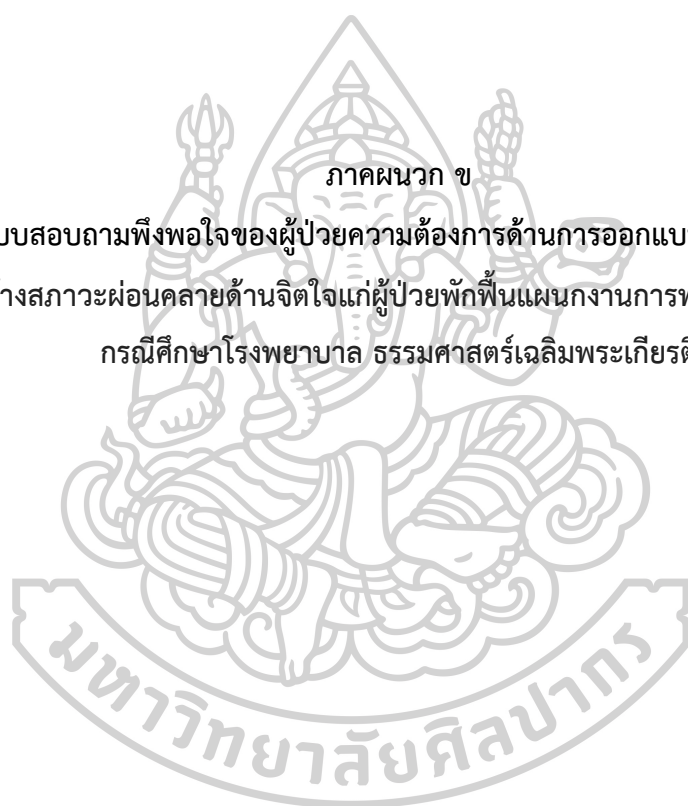 ภาคผนวก ข
บบสอบถามพึงพอใจของผู้ป่วยความต้องการด้านการออกแบบ
างสภาวะผ่อนคลายด้านจิตใจแก่ผู้ป่วยพักฟื้นแผนกงานการพ
กรณีศึกษาโรงพยาบาล ธรรมศาสตร์เฉลิมพระเกียรติ
มหาวิทยาลัยศิลปากร